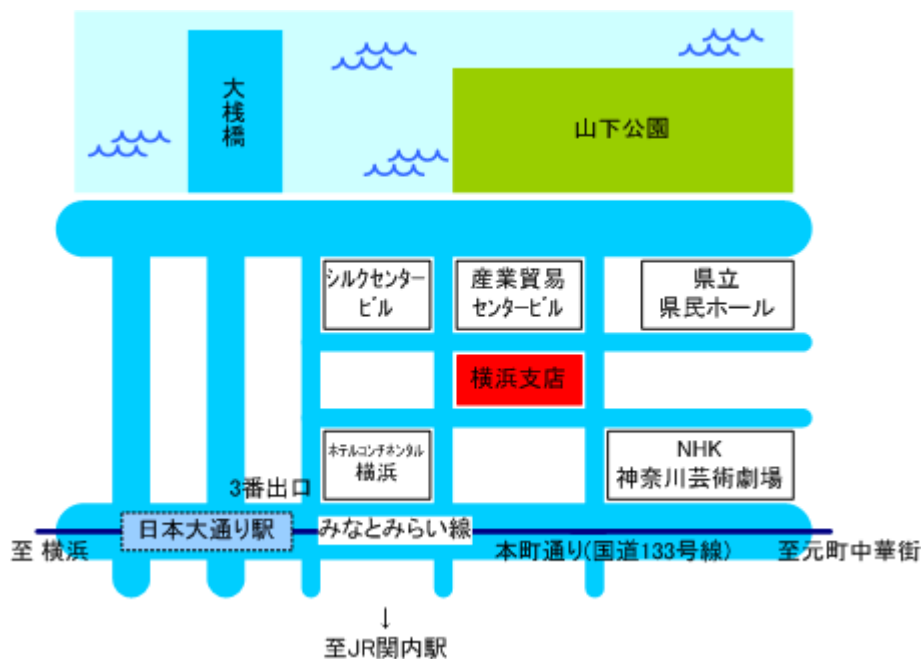 大桟橋
山下公園
シルクセンター
ビル
産業貿易
センタービル
県立
県民ホール
横浜支店
ホテルコンチネンタル
横浜
NHK
神奈川芸術劇場
3番出口
日本大通り駅
みなとみらい線
至 横浜
本町通り(国道133号線)
至元町中華街
↓
至JR関内駅